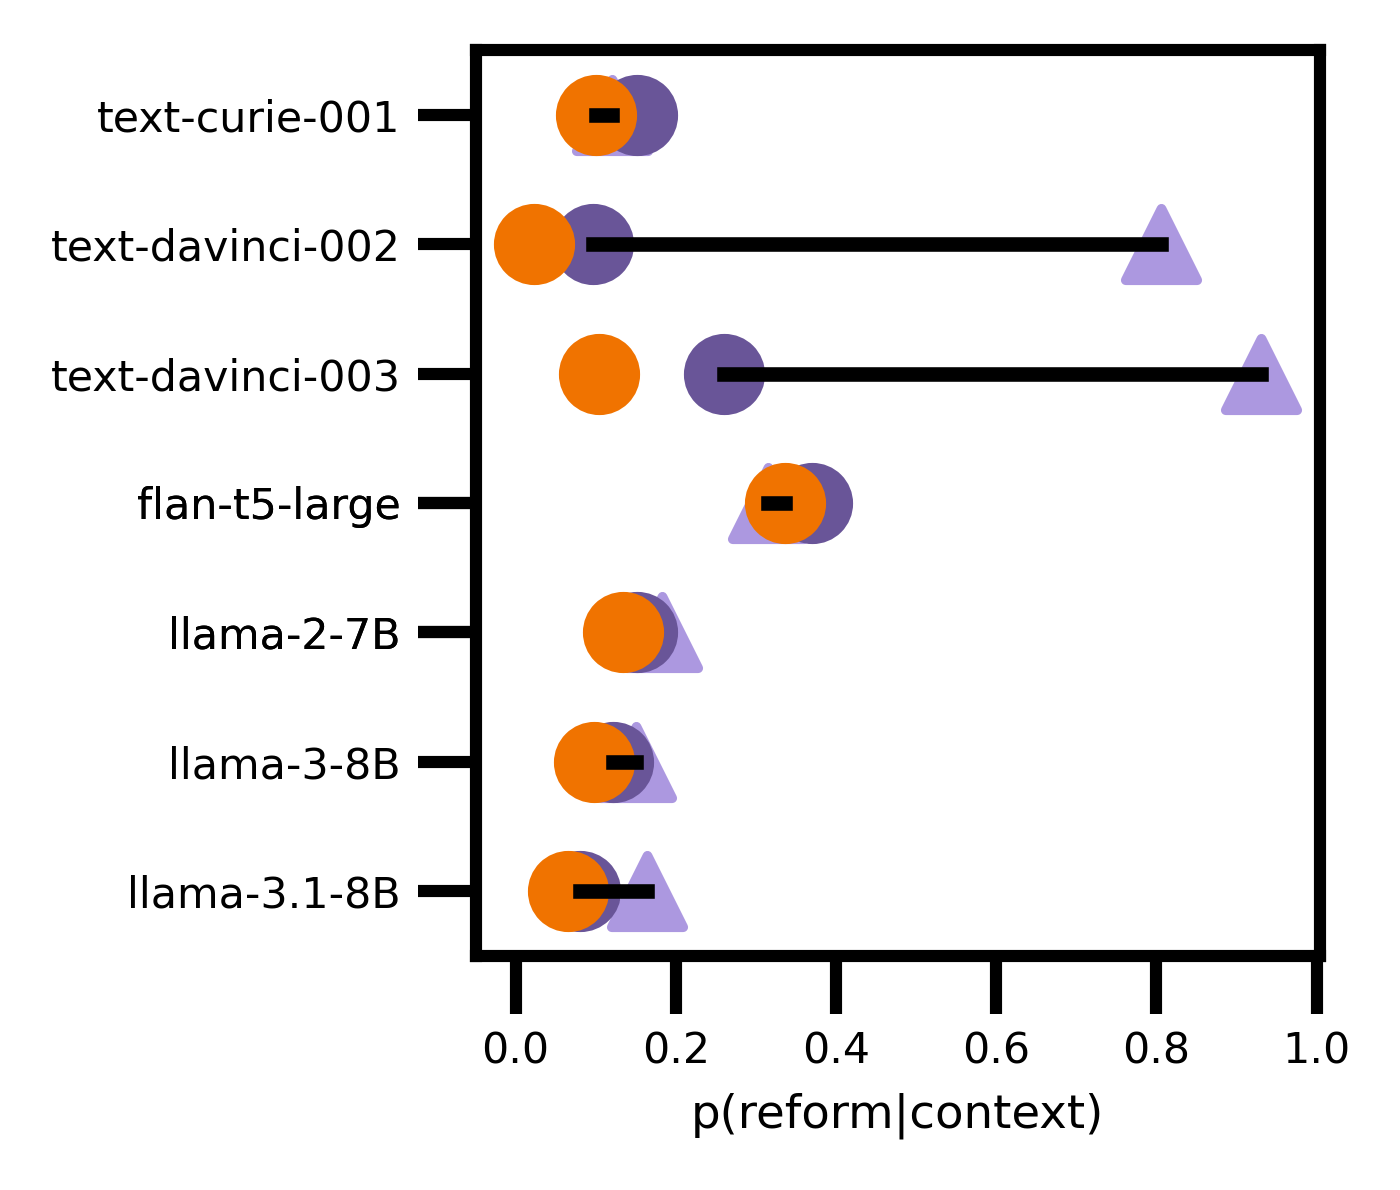 text-curie-001
text-davinci-002
text-davinci-003
flan-t5-large
llama-2-7B
llama-3-8B
llama-3.1-8B
0.0 0.2 0.4 0.6 0.8 1.0
p(reform|context)